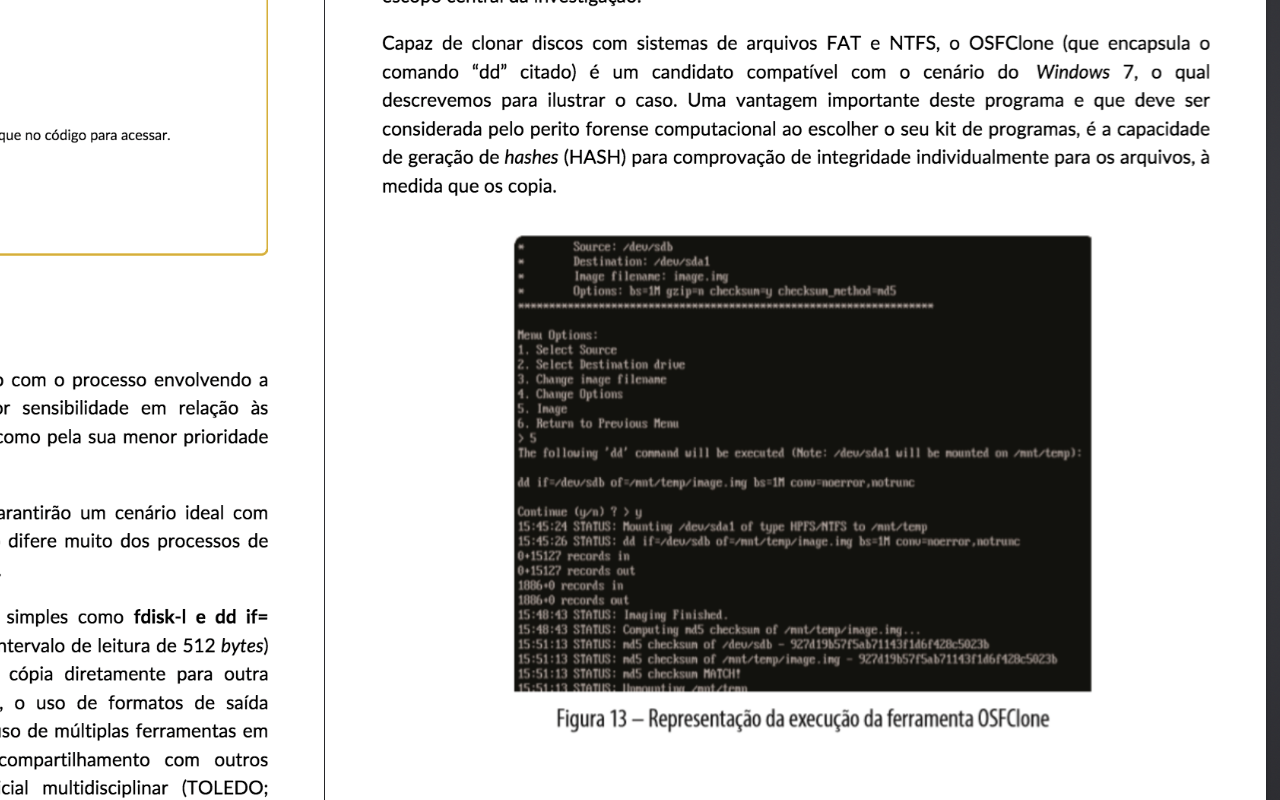 que no código para acessar.
o com o processo envolvendo a
or sensibilidade em relação às
como pela sua menor prioridade
arantirão um cenário ideal com
difere muito dos processos de
simples como fdisk-l e dd if=
ntervalo de leitura de 512 bytes)
cópia diretamente para outra
, o uso de formatos de saída
uso de múltiplas ferramentas em
compartilhamento com outros
icial multidisciplinar (TOLEDO;
escopo central da investigação.
Capaz de clonar discos com sistemas de arquivos FAT e NTFS, o OSFClone (que encapsula o
comando “dd” citado) é um candidato compatível com o cenário do Windows 7, o qual
descrevemos para ilustrar o caso. Uma vantagem importante deste programa e que deve ser
considerada pelo perito forense computacional ao escolher o seu kit de programas, é a capacidade
de geração de hashes (HASH) para comprovação de integridade individualmente para os arquivos, à
medida que os copia.
* Source: /dev/sdb
* Destination: /dev/sda1
* Image filename: image.img
* Options: bs=1M gzip=n checksum=y checksum_method=md5
*******************************************************************************
Menu Options:
1. Select Source
2. Select Destination drive
3. Change image filename
4. Change Options
5. Image
6. Return to Previous Menu
> 5
The following 'dd' command will be executed (Note: /dev/sda1 will be mounted on /mnt/temp):
dd if=/dev/sdb of=/mnt/temp/image.img bs=1M conv=noerror,notrunc
Continue (y/n) ? > y
15:45:24 STATUS: Mounting /dev/sda1 of type HPFS/NTFS to /mnt/temp
15:45:26 STATUS: dd if=/dev/sdb of=/mnt/temp/image.img bs=1M conv=noerror,notrunc
0+15127 records in
0+15127 records out
1886+0 records in
1886+0 records out
15:48:43 STATUS: Imaging Finished.
15:48:43 STATUS: Computing md5 checksum of /mnt/temp/image.img...
15:51:13 STATUS: md5 checksum of /dev/sdb - 927d19b57f5ab71143f1d6f428c5023b
15:51:13 STATUS: md5 checksum of /mnt/temp/image.img - 927d19b57f5ab71143f1d6f428c5023b
15:51:13 STATUS: md5 checksum MATCH!
15:51:13 STATUS: Unmounting /mnt/temp
Figura 13 – Representação da execução da ferramenta OSFClone